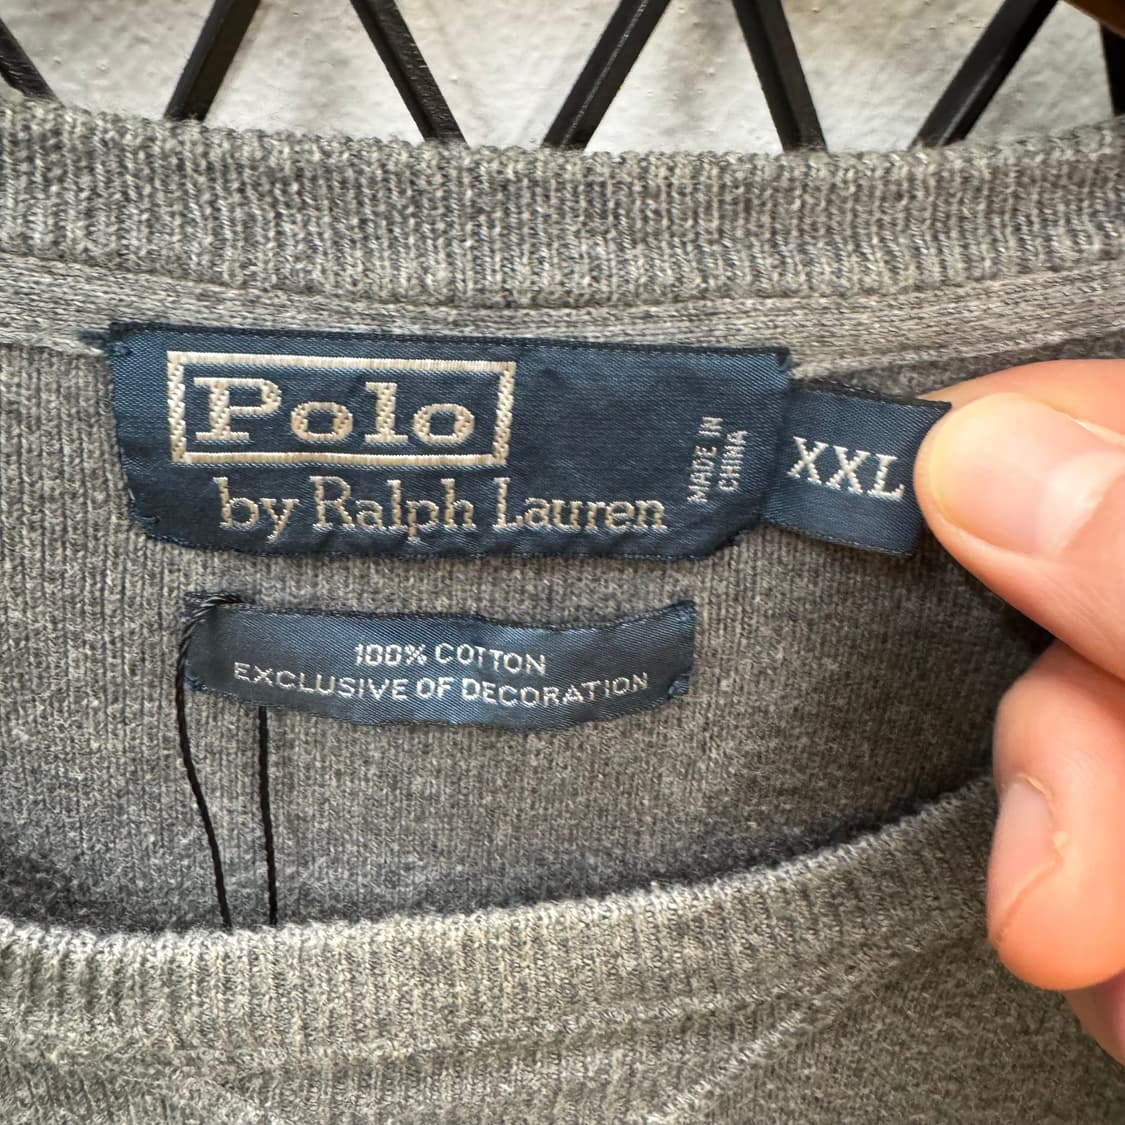 Polo
by Ralph Lauren
MADE IN
CHINA
XXL
100% COTTON
EXCLUSIVE OF DECORATION